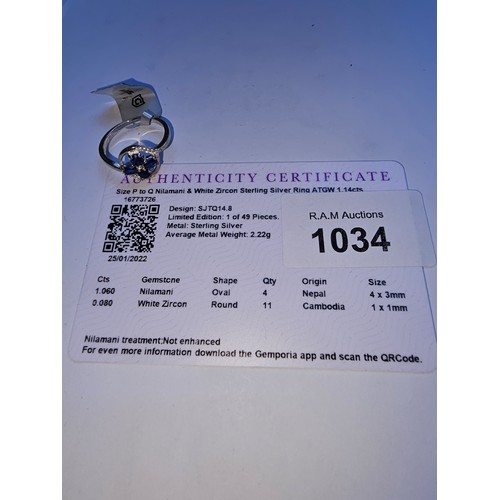 AUTHENTICITY CERTIFICATE
Size P to Q Nilamani & White Zircon Sterling Silver Ring ATGW 1.14cts
16773726
Design: SJTQ14.8
Limited Edition: 1 of 49 Pieces.
Metal: Sterling Silver
Average Metal Weight: 2.22g
25/01/2022
R.A.M Auctions
1034
Cts Gemstone Shape Qty Origin Size
1.060 Nilamani Oval 4 Nepal 4 x 3mm
0.080 White Zircon Round 11 Cambodia 1 x 1mm
Nilamani treatment:Not enhanced
For even more information download the Gemporia app and scan the QRCode.